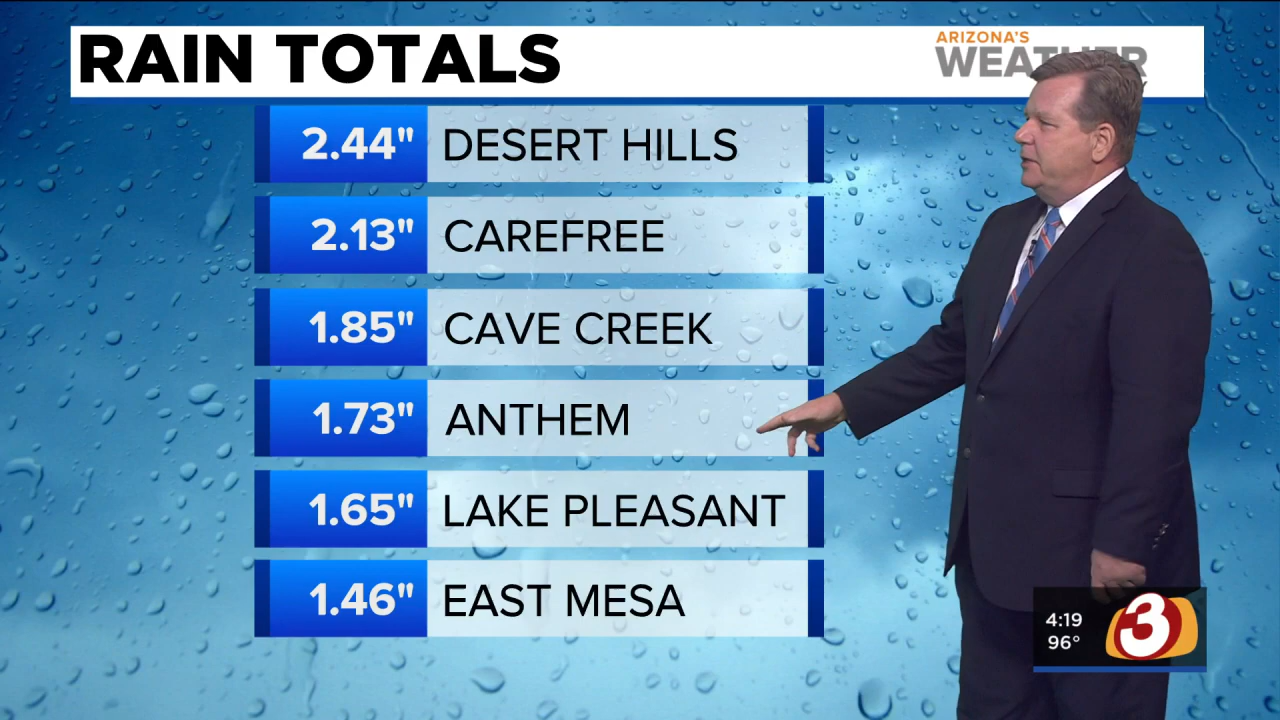 RAIN TOTALS
ARIZONA'S
WEATHER
2.44" DESERT HILLS
2.13" CAREFREE
1.85" CAVE CREEK
1.73" ANTHEM
1.65" LAKE PLEASANT
1.46" EAST MESA
4:19
96°
3